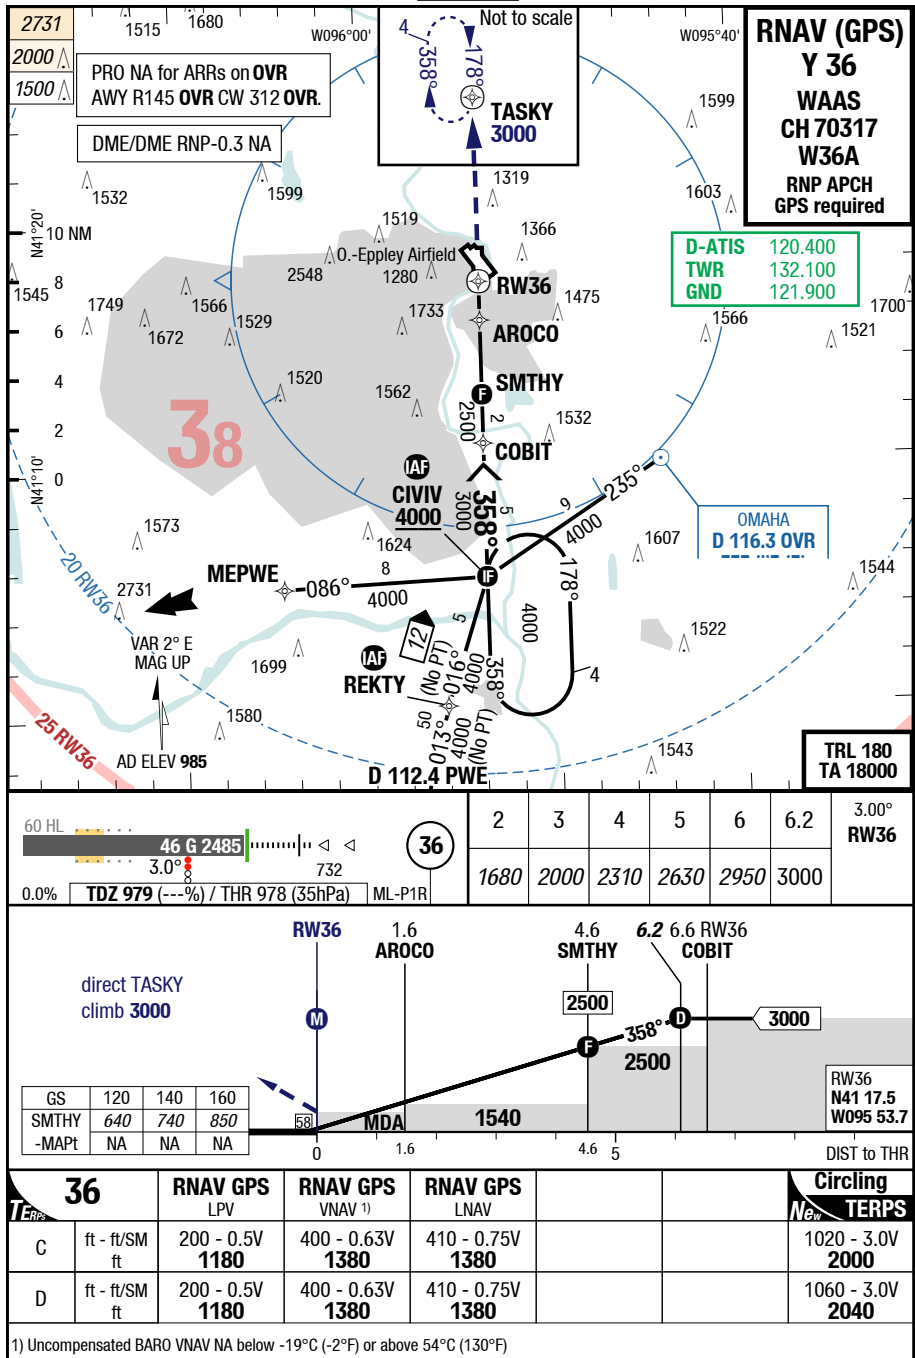 2731
2000
1500
1515
1680
W096°00'
W095°40'
PRO NA for ARRs on OVR
AWY R145 OVR CW 312 OVR.
DME/DME RNP-0.3 NA
Not to scale
4
358°
178°
TASKY
3000
RNAV (GPS)
Y 36
WAAS
CH 70317
W36A
RNP APCH
GPS required
D-ATIS 120.400
TWR 132.100
GND 121.900
1599
1532
1599
1319
1603
N41°20'
10 NM
1519
1366
O.-Eppley Airfield
2548
1280
RW36
1545
8
1749
1566
1733
1475
1700
6
1672
1529
AROCO
1566
1521
4
1520
1562
SMTHY
F
2500
2
1532
2
38
COBIT
N41°10'
0
IAF
CIVIV
4000
3000
358°
5
9
4000
235°
OMAHA
D 116.3 OVR
1573
1624
1607
20 RW36
2731
MEPWE
086°
8
4000
IF
178°
4000
4
1544
1522
VAR 2° E
MAG UP
12
5
1699
IAF
REKTY
(No PT)
016°
4000
358°
1580
50
013°
4000
(No PT)
1543
25 RW36
AD ELEV 985
D 112.4 PWE
TRL 180
TA 18000
60 HL
46 G 2485
3.0°
732
0.0%
TDZ 979 (---%) / THR 978 (35hPa)
ML-P1R
36
2 3 4 5 6 6.2 3.00°
RW36
1680 2000 2310 2630 2950 3000
RW36
1.6
AROCO
4.6
SMTHY
6.2 6.6 RW36
COBIT
direct TASKY
climb 3000
M
2500
F
358°
D
3000
2500
GS 120 140 160
SMTHY 640 740 850
-MAPt NA NA NA
58
MDA
1540
RW36
N41 17.5
W095 53.7
0 1.6 4.6 5
DIST to THR
TERPS 36
RNAV GPS
LPV
RNAV GPS
VNAV 1)
RNAV GPS
LNAV
Circling
New TERPS
C ft - ft/SM 200 - 0.5V 400 - 0.63V 410 - 0.75V 1020 - 3.0V
ft 1180 1380 1380 2000
D ft - ft/SM 200 - 0.5V 400 - 0.63V 410 - 0.75V 1060 - 3.0V
ft 1180 1380 1380 2040
1) Uncompensated BARO VNAV NA below -19°C (-2°F) or above 54°C (130°F)